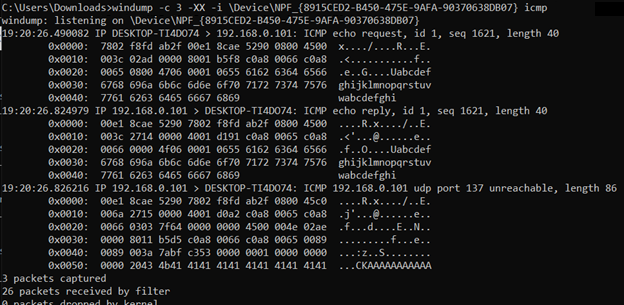 C:\Users\Downloads>windump -c 3 -XX -i \Device\NPF_{8915CED2-B450-475E-9AFA-90370638DB07} icmp
windump: listening on \Device\NPF_{8915CED2-B450-475E-9AFA-90370638DB07}
19:20:26.490082 IP DESKTOP-TI4DO74 > 192.168.0.101: ICMP echo request, id 1, seq 1621, length 40
0x0000: 7802 f8fd ab2f 00e1 8cae 5290 0800 4500 x..../....R...E.
0x0010: 003c 02ad 0000 8001 b5f8 c0a8 0066 c0a8 .<...........f..
0x0020: 0065 0800 4706 0001 0655 6162 6364 6566 .e..G....Uabcdef
0x0030: 6768 696a 6b6c 6d6e 6f70 7172 7374 7576 ghijklmnopqrstuv
0x0040: 7761 6263 6465 6667 6869 wabcdefghi
19:20:26.824979 IP 192.168.0.101 > DESKTOP-TI4DO74: ICMP echo reply, id 1, seq 1621, length 40
0x0000: 00e1 8cae 5290 7802 f8fd ab2f 0800 4500 ....R.x..../..E.
0x0010: 003c 2714 0000 4001 d191 c0a8 0065 c0a8 .<'...@......e..
0x0020: 0066 0000 4f06 0001 0655 6162 6364 6566 .f..O....Uabcdef
0x0030: 6768 696a 6b6c 6d6e 6f70 7172 7374 7576 ghijklmnopqrstuv
0x0040: 7761 6263 6465 6667 6869 wabcdefghi
19:20:26.826216 IP 192.168.0.101 > DESKTOP-TI4DO74: ICMP 192.168.0.101 udp port 137 unreachable, length 86
0x0000: 00e1 8cae 5290 7802 f8fd ab2f 0800 45c0 ....R.x..../..E.
0x0010: 006a 2715 0000 4001 d0a2 c0a8 0065 c0a8 .j'...@......e..
0x0020: 0066 0303 7f64 0000 0000 4500 004e 02ae .f...d....E..N..
0x0030: 0000 8011 b5d5 c0a8 0066 c0a8 0065 0089 .........f...e..
0x0040: 0089 003a 7abf c353 0000 0001 0000 0000 ...:z..S........
0x0050: 0000 2043 4b41 4141 4141 4141 4141 4141 ...CKAAAAAAAAAAA
3 packets captured
26 packets received by filter
0 packets dropped by kernel